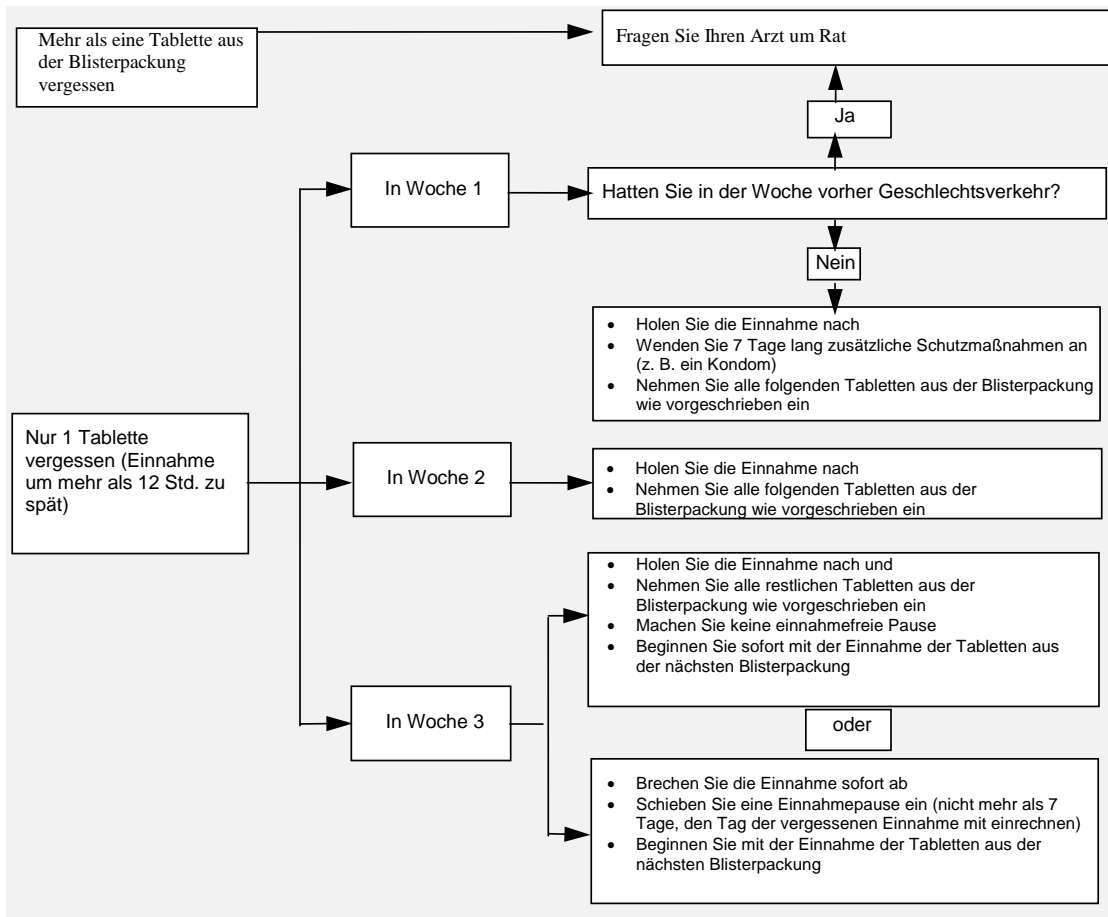 Mehr als eine Tablette aus
der Blisterpackung
vergessen
Fragen Sie Ihren Arzt um Rat
Ja
In Woche 1
Hatten Sie in der Woche vorher Geschlechtsverkehr?
Nein
• Holen Sie die Einnahme nach
• Wenden Sie 7 Tage lang zusätzliche Schutzmaßnahmen an
(z. B. ein Kondom)
• Nehmen Sie alle folgenden Tabletten aus der Blisterpackung
wie vorgeschrieben ein
Nur 1 Tablette
vergessen (Einnahme
um mehr als 12 Std. zu
spät)
In Woche 2
• Holen Sie die Einnahme nach
• Nehmen Sie alle folgenden Tabletten aus der
Blisterpackung wie vorgeschrieben ein
In Woche 3
• Holen Sie die Einnahme nach und
• Nehmen Sie alle restlichen Tabletten aus der
Blisterpackung wie vorgeschrieben ein
• Machen Sie keine einnahmefreie Pause
• Beginnen Sie sofort mit der Einnahme der Tabletten aus
der nächsten Blisterpackung
oder
• Brechen Sie die Einnahme sofort ab
• Schieben Sie eine Einnahmepause ein (nicht mehr als 7
Tage, den Tag der vergessenen Einnahme mit einrechnen)
• Beginnen Sie mit der Einnahme der Tabletten aus der
nächsten Blisterpackung